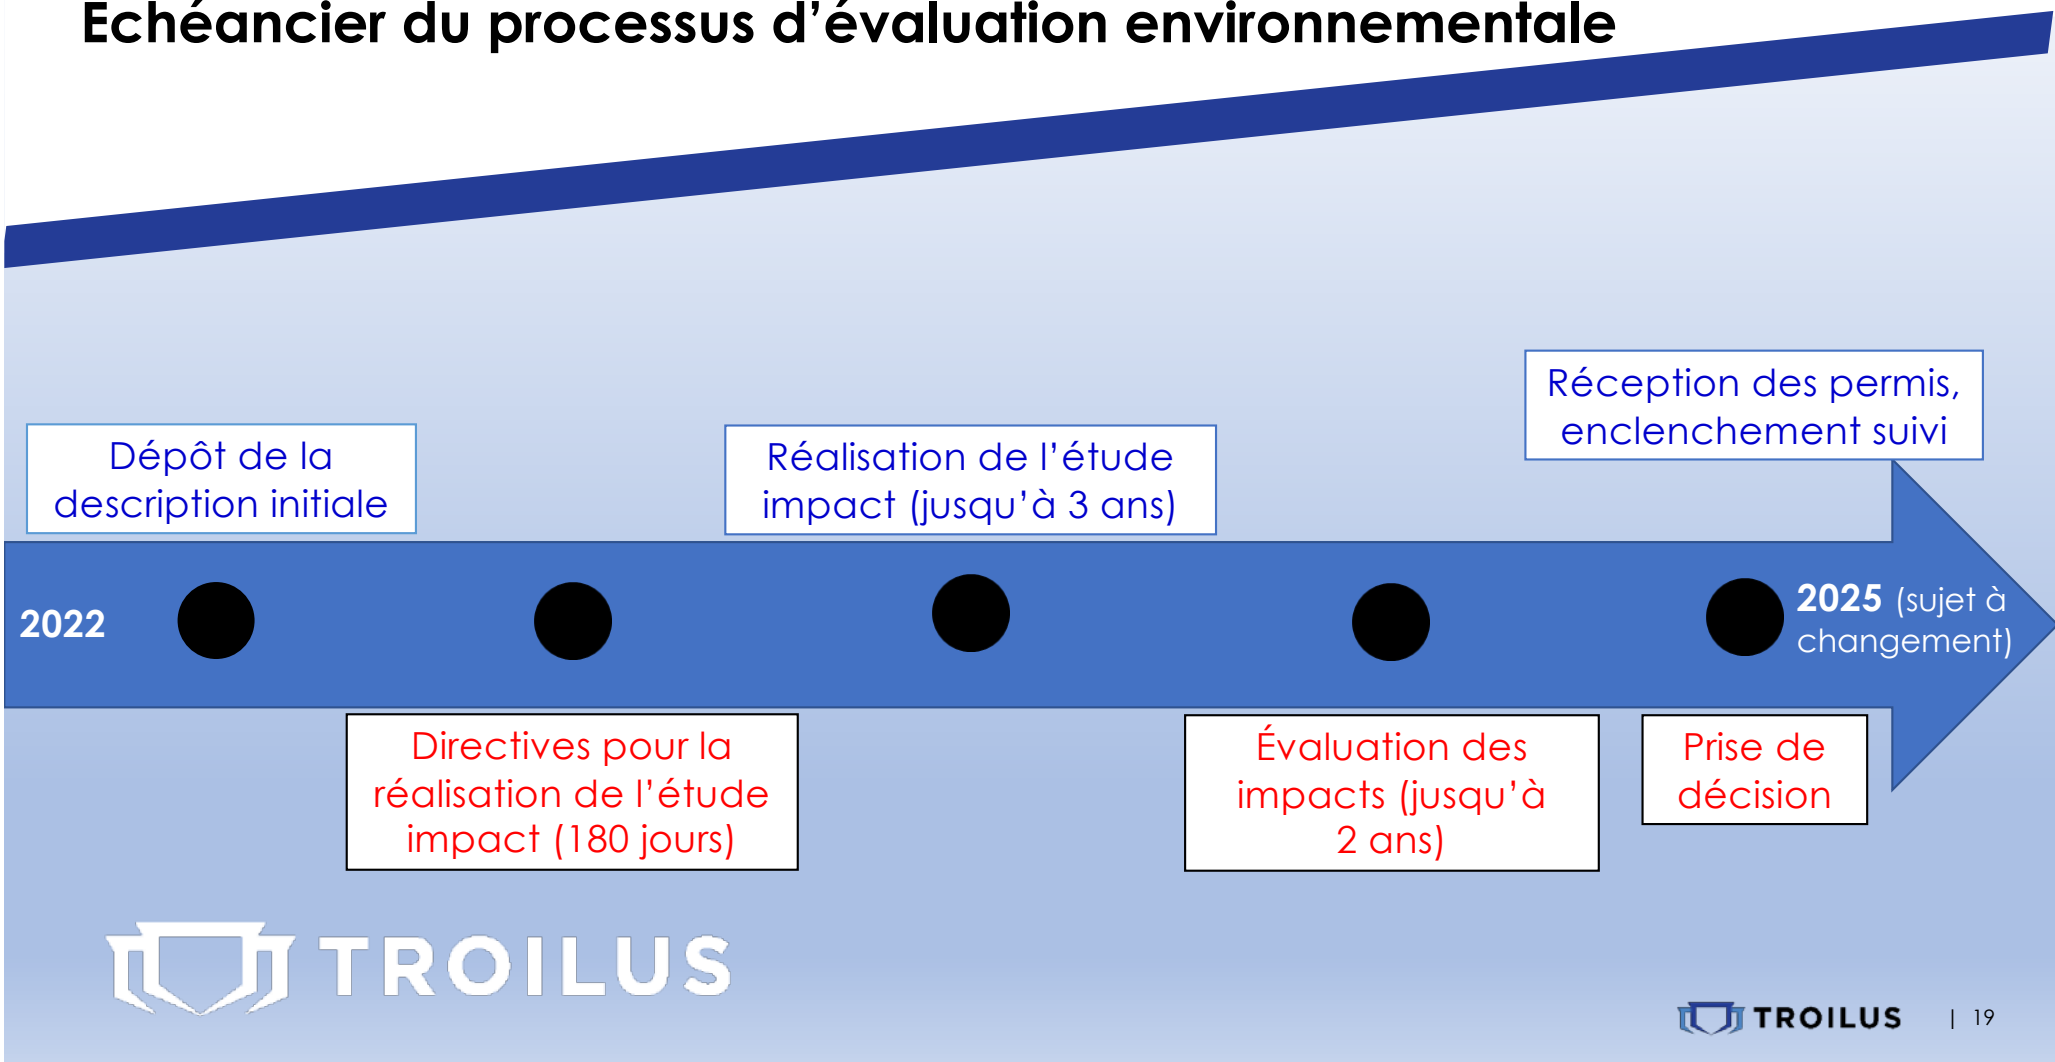 Echéancier du processus d’évaluation environnementale
Réception des permis,
enclenchement suivi
Dépôt de la
description initiale
Réalisation de l’étude
impact (jusqu’à 3 ans)
2022
2025 (sujet à
changement)
Directives pour la
réalisation de l’étude
impact (180 jours)
Évaluation des
impacts (jusqu’à
2 ans)
Prise de
décision
TROILUS
TROILUS | 19